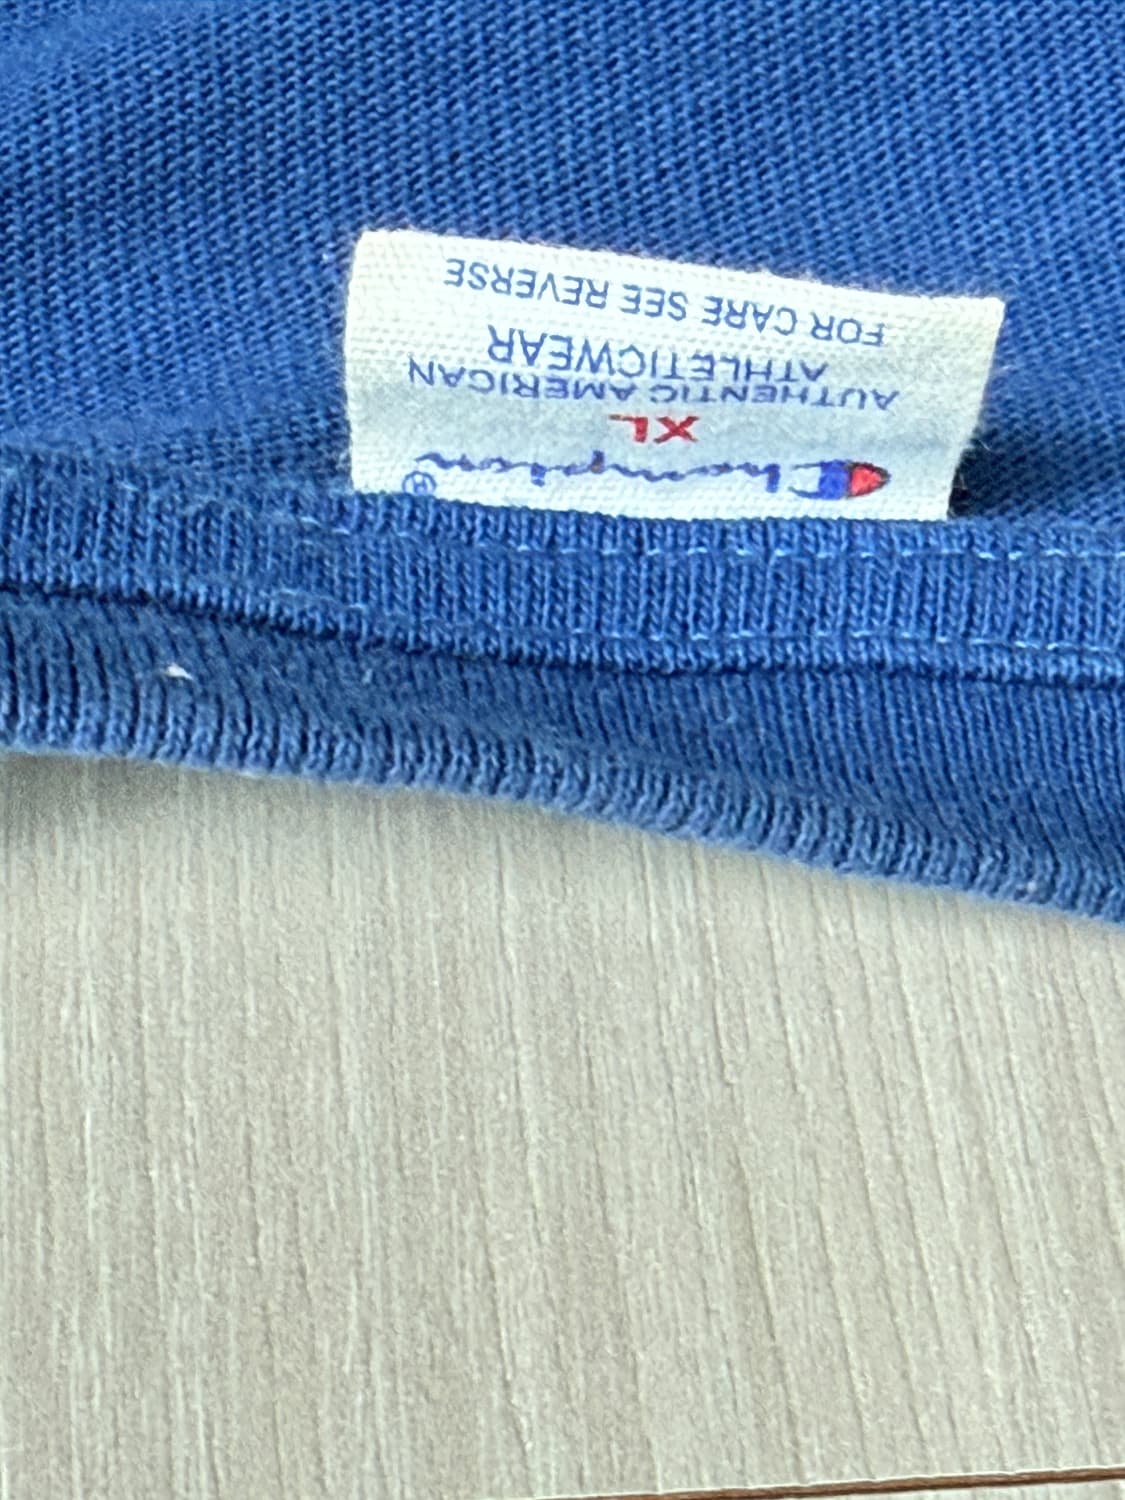 Champion®
XL
AUTHENTIC AMERICAN
ATHLETICWEAR
FOR CARE SEE REVERSE